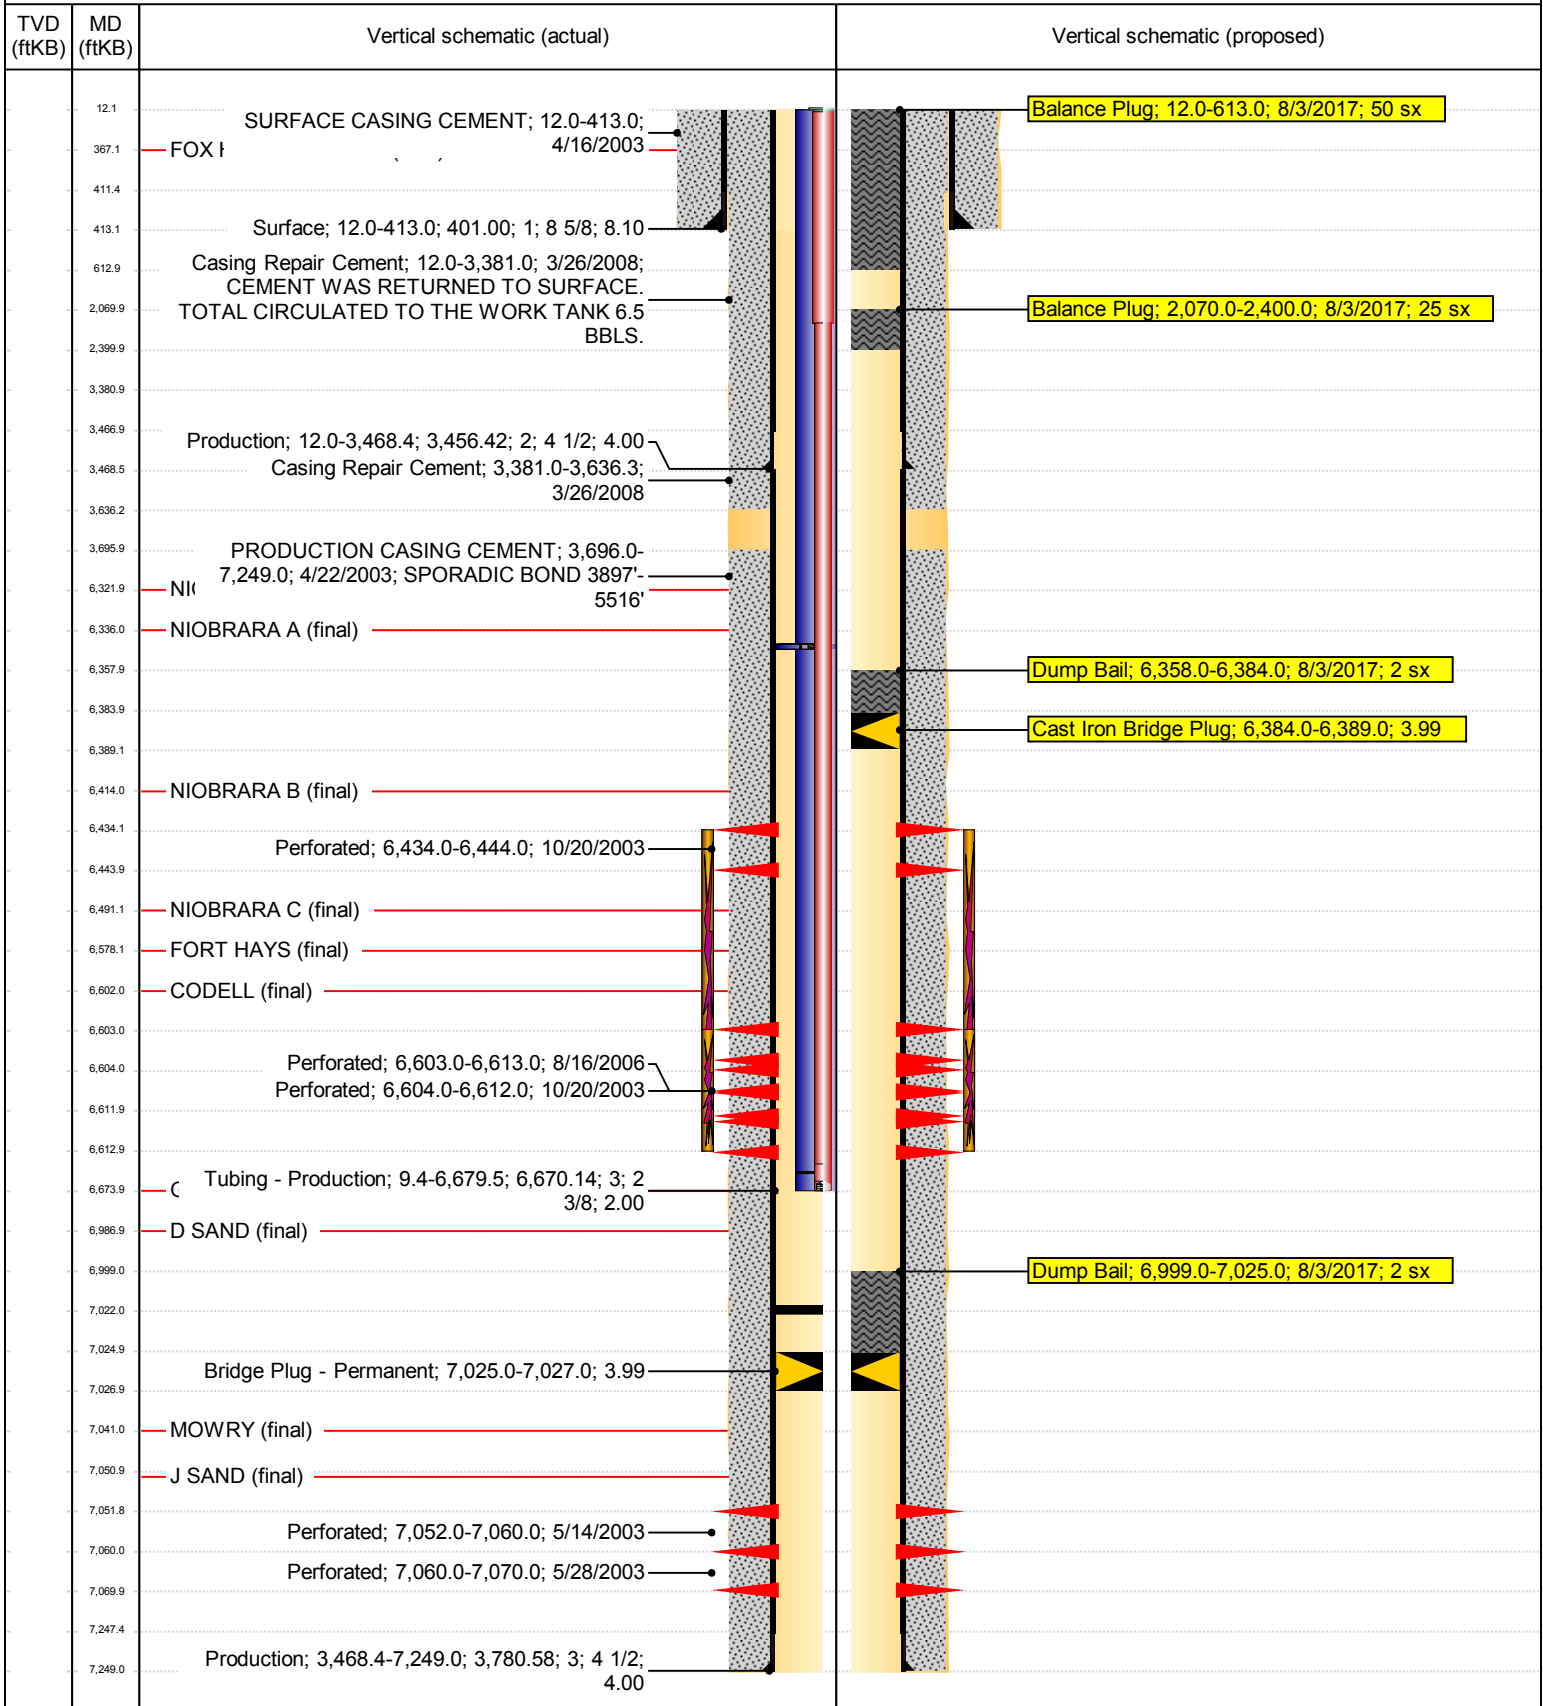 TVD (ftKB)
MD (ftKB)
Vertical schematic (actual)
Vertical schematic (proposed)
12.1
SURFACE CASING CEMENT; 12.0-413.0;
4/16/2003
Balance Plug; 12.0-613.0; 8/3/2017; 50 sx
367.1
FOX
411.4
413.1
Surface; 12.0-413.0; 401.00; 1; 8 5/8; 8.10
612.9
Casing Repair Cement; 12.0-3,381.0; 3/26/2008;
CEMENT WAS RETURNED TO SURFACE.
TOTAL CIRCULATED TO THE WORK TANK 6.5
BBLS.
2,069.9
Balance Plug; 2,070.0-2,400.0; 8/3/2017; 25 sx
2,399.9
3,380.9
3,466.9
Production; 12.0-3,468.4; 3,456.42; 2; 4 1/2; 4.00
3,468.5
Casing Repair Cement; 3,381.0-3,636.3;
3/26/2008
3,636.2
3,695.9
PRODUCTION CASING CEMENT; 3,696.0-
7,249.0; 4/22/2003; SPORADIC BOND 3897'-
5516'
6,321.9
6,336.0
NIOBRARA A (final)
6,357.9
Dump Bail; 6,358.0-6,384.0; 8/3/2017; 2 sx
6,383.9
Cast Iron Bridge Plug; 6,384.0-6,389.0; 3.99
6,389.1
6,414.0
NIOBRARA B (final)
6,434.1
Perforated; 6,434.0-6,444.0; 10/20/2003
6,443.9
6,491.1
NIOBRARA C (final)
6,578.1
FORT HAYS (final)
6,602.0
CODELL (final)
6,603.0
Perforated; 6,603.0-6,613.0; 8/16/2006
6,604.0
Perforated; 6,604.0-6,612.0; 10/20/2003
6,611.9
6,612.9
Tubing - Production; 9.4-6,679.5; 6,670.14; 3; 2
3/8; 2.00
6,673.9
6,986.9
D SAND (final)
6,999.0
Dump Bail; 6,999.0-7,025.0; 8/3/2017; 2 sx
7,022.0
7,024.9
Bridge Plug - Permanent; 7,025.0-7,027.0; 3.99
7,026.9
7,041.0
MOWRY (final)
7,050.9
J SAND (final)
7,051.8
Perforated; 7,052.0-7,060.0; 5/14/2003
7,060.0
Perforated; 7,060.0-7,070.0; 5/28/2003
7,069.9
7,247.4
Production; 3,468.4-7,249.0; 3,780.58; 3; 4 1/2;
4.00
7,249.0